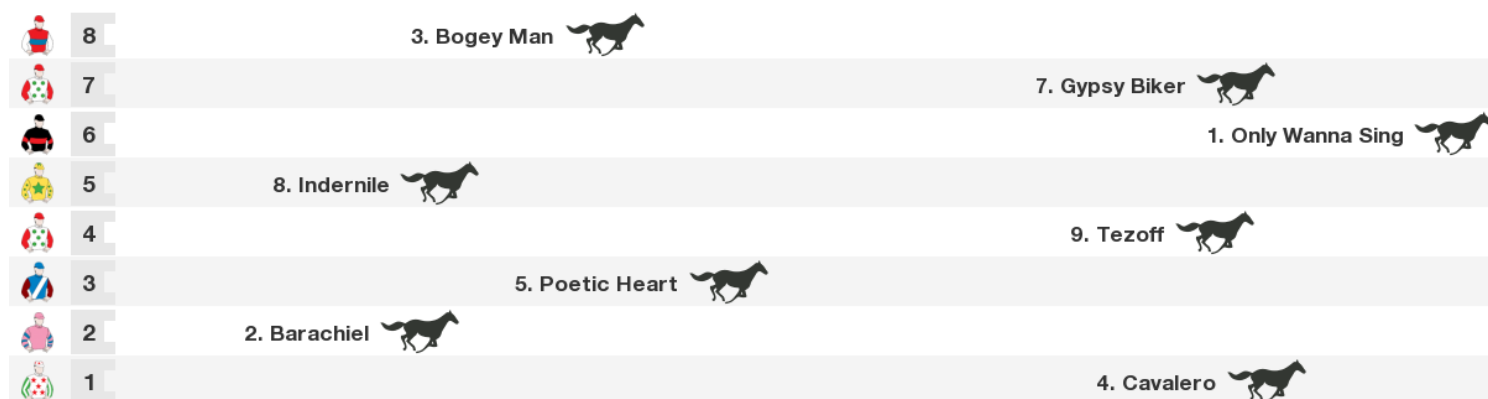 8 3. Bogey Man
7 7. Gypsy Biker
6 1. Only Wanna Sing
5 8. Indernile
4 9. Tezoff
3 5. Poetic Heart
2 2. Barachiel
1 4. Cavalero